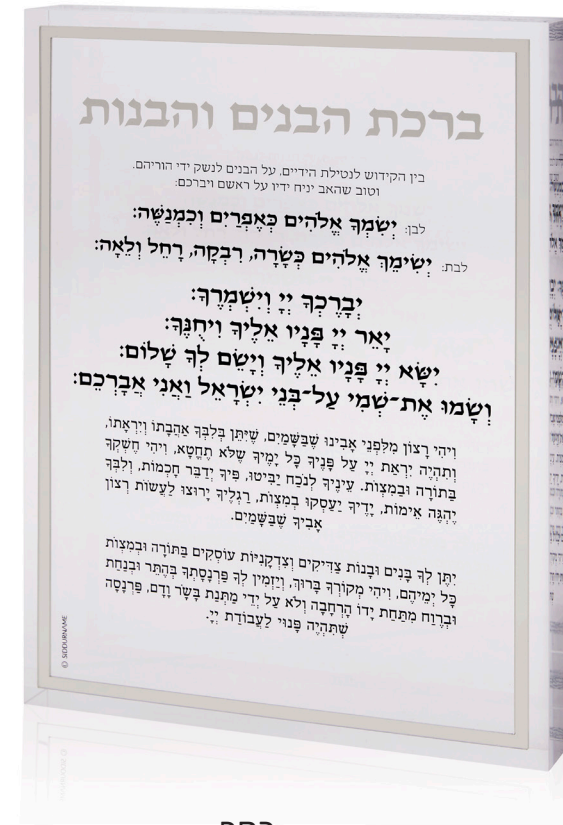 ברכת הבנים והבנות
בין הקידוש לנטילת הידיים, על הבנים לנשק ידי הוריהם.
וטוב שהאב יניח ידיו על ראשם ויברכם:
לבן: יְשִׂמְךָ אֱלֹהִים כְּאֶפְרַיִם וְכִמְנַשֶּׁה:
לבת: יְשִׂימֵךְ אֱלֹהִים כְּשָׂרָה, רִבְקָה, רָחֵל וְלֵאָה:
יְבָרֶכְךָ יְיָ וְיִשְׁמְרֶךָ:
יָאֵר יְיָ פָּנָיו אֵלֶיךָ וִיחֻנֶּךָּ:
יִשָּׂא יְיָ פָּנָיו אֵלֶיךָ וְיָשֵׂם לְךָ שָׁלוֹם:
וְשָׂמוּ אֶת־שְׁמִי עַל־בְּנֵי יִשְׂרָאֵל וַאֲנִי אֲבָרְכֵם:
וִיהִי רָצוֹן מִלִּפְנֵי אָבִינוּ שֶׁבַּשָּׁמַיִם, שֶׁיִּתֵּן בְּלִבְּךָ אַהֲבָתוֹ וְיִרְאָתוֹ,
וְתִהְיֶה יִרְאַת יְיָ עַל פָּנֶיךָ כָּל יָמֶיךָ שֶׁלֹּא תֶחֱטָא, וִיהִי חֶשְׁקְךָ
בַּתּוֹרָה וּבַמִּצְוֹת. עֵינֶיךָ לְנֹכַח יַבִּיטוּ, פִּיךָ יְדַבֵּר חָכְמוֹת, וְלִבְּךָ
יֶהְגֶּה אֵימוֹת, יָדֶיךָ יַעַסְקוּ בְמִצְוֹת, רַגְלֶיךָ יָרוּצוּ לַעֲשׂוֹת רְצוֹן
אָבִיךָ שֶׁבַּשָּׁמַיִם.
יִתֵּן לְךָ בָּנִים וּבָנוֹת צַדִּיקִים וְצִדְקָנִיּוֹת עוֹסְקִים בַּתּוֹרָה וּבְמִצְוֹת
כָּל יְמֵיהֶם, וִיהִי מְקוֹרְךָ בָּרוּךְ, וְיַזְמִין לְךָ פַּרְנָסָתְךָ בְּהֶתֵּר וּבְנַחַת
וּבְרֶוַח מִתַּחַת יָדוֹ הָרְחָבָה וְלֹא עַל יְדֵי מַתְּנַת בָּשָׂר וָדָם, פַּרְנָסָה
שֶׁתִּהְיֶה פָּנוּי לַעֲבוֹדַת יְיָ.
© SIDDURNAME